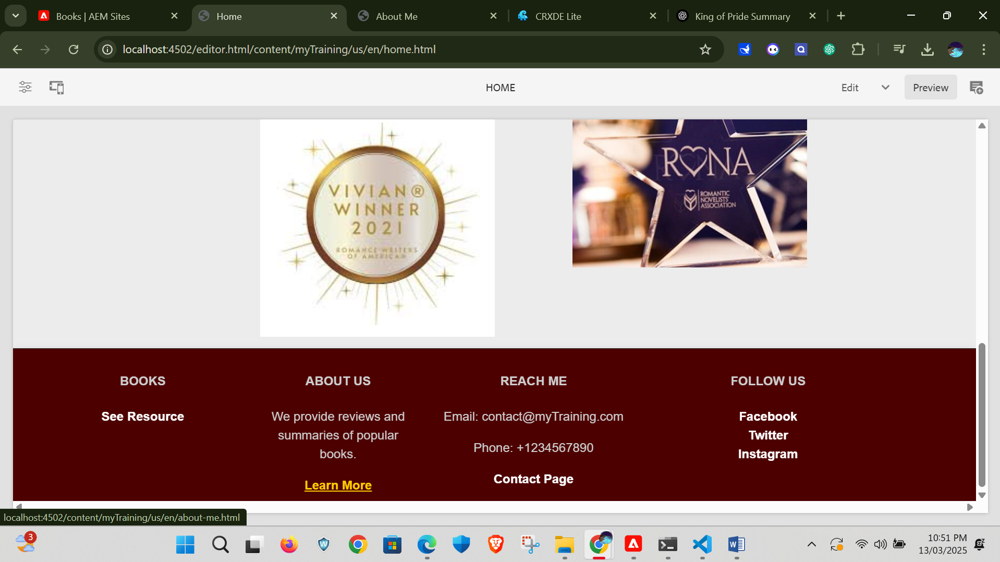 Books | AEM Sites
Home
About Me
CRXDE Lite
King of Pride Summary
localhost:4502/editor.html/content/myTraining/us/en/home.html
HOME
Edit
Preview
VIVIAN®
WINNER
2021
ROMANCE WRITERS
OF AMERICA®
RONA
ROMANTIC
NOVELISTS'
ASSOCIATION
BOOKS
See Resource
ABOUT US
We provide reviews and
summaries of popular
books.
Learn More
REACH ME
Email: contact@myTraining.com
Phone: +1234567890
Contact Page
FOLLOW US
Facebook
Twitter
Instagram
localhost:4502/content/myTraining/us/en/about-me.html
3
10:51 PM
13/03/2025